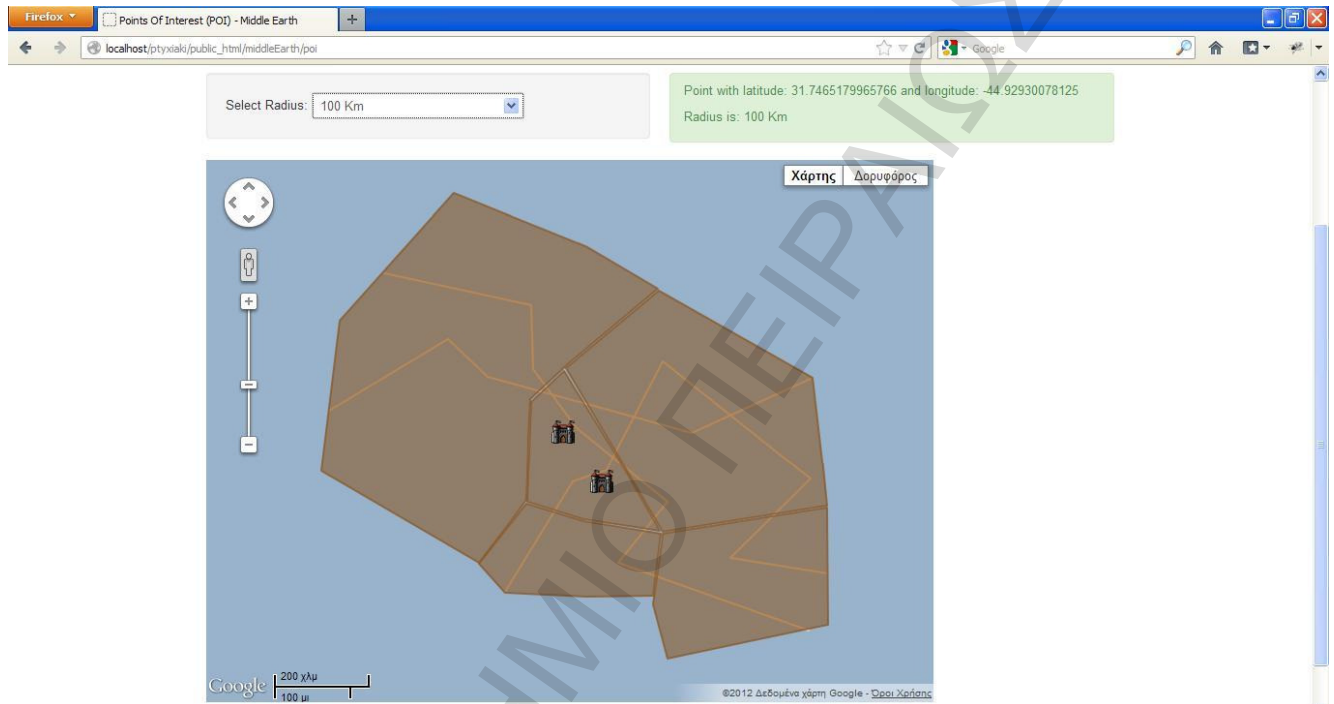 Firefox
Points Of Interest (POI) - Middle Earth
localhost/ptyxiaki/public_html/middleEarth/poi
Google
Select Radius: 100 Km
Point with latitude: 31.7465179965766 and longitude: -44.92930078125
Radius is: 100 Km
Χάρτης Δορυφόρος
Google
200 χλμ
100 μι
©2012 Δεδομένα χάρτη Google - Όροι Χρήσης
ΗΜΙΟ ΠΕΙΡΑΙΩΣ